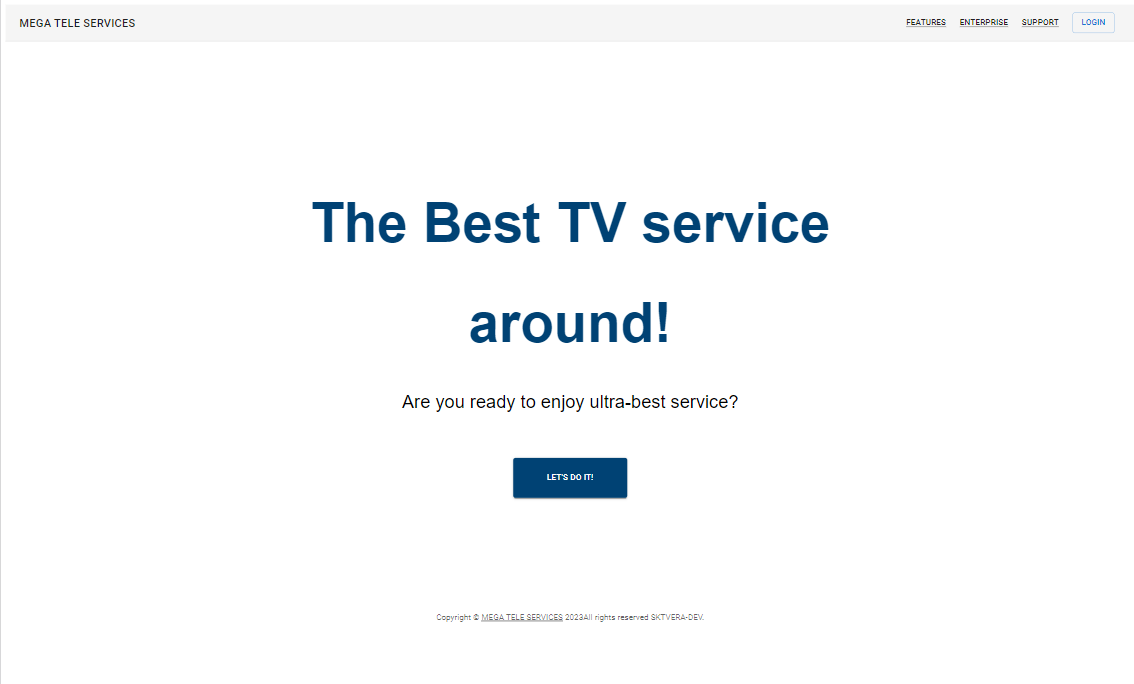 MEGA TELE SERVICES
FEATURES ENTERPRISE SUPPORT LOGIN
The Best TV service
around!
Are you ready to enjoy ultra-best service?
LET'S DO IT!
Copyright © MEGA TELE SERVICES 2023All rights reserved SKTVERA-DEV.